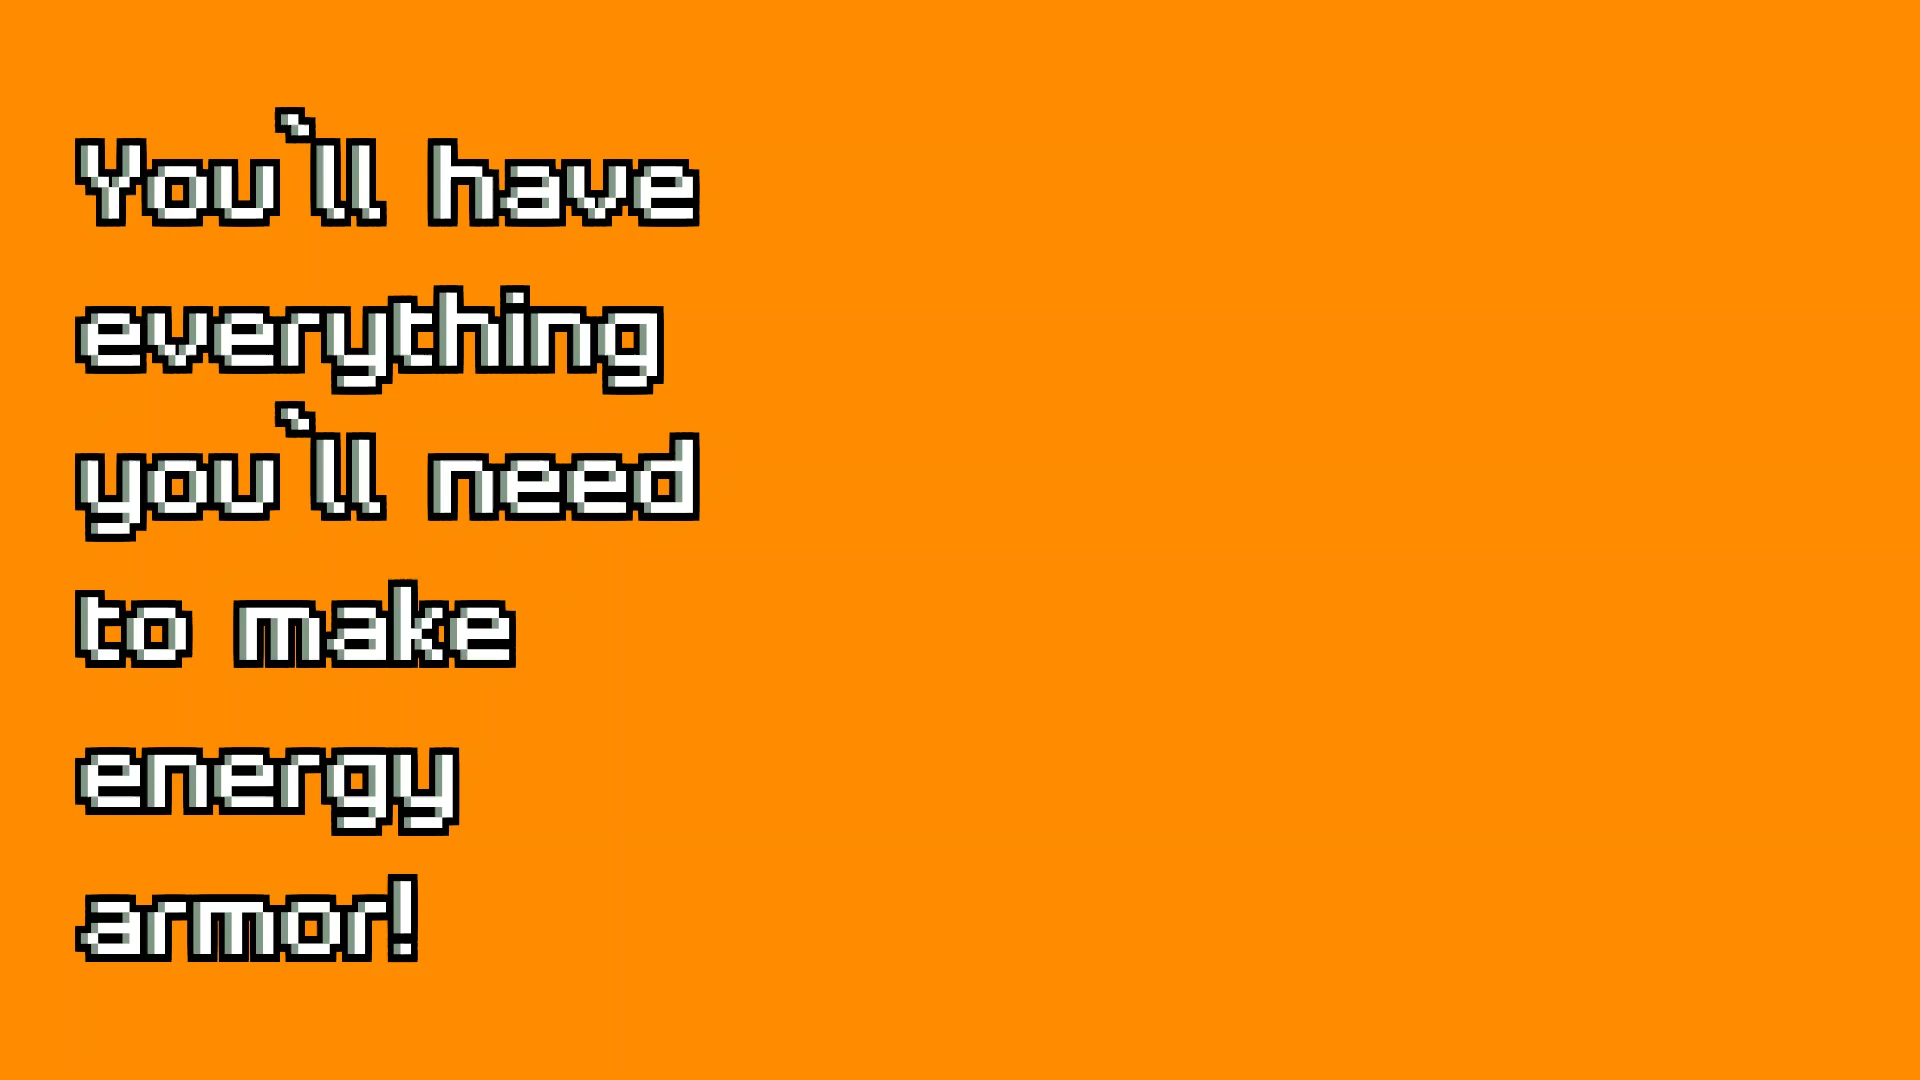 You`ll have
everything
you`ll need
to make
energy
armor!